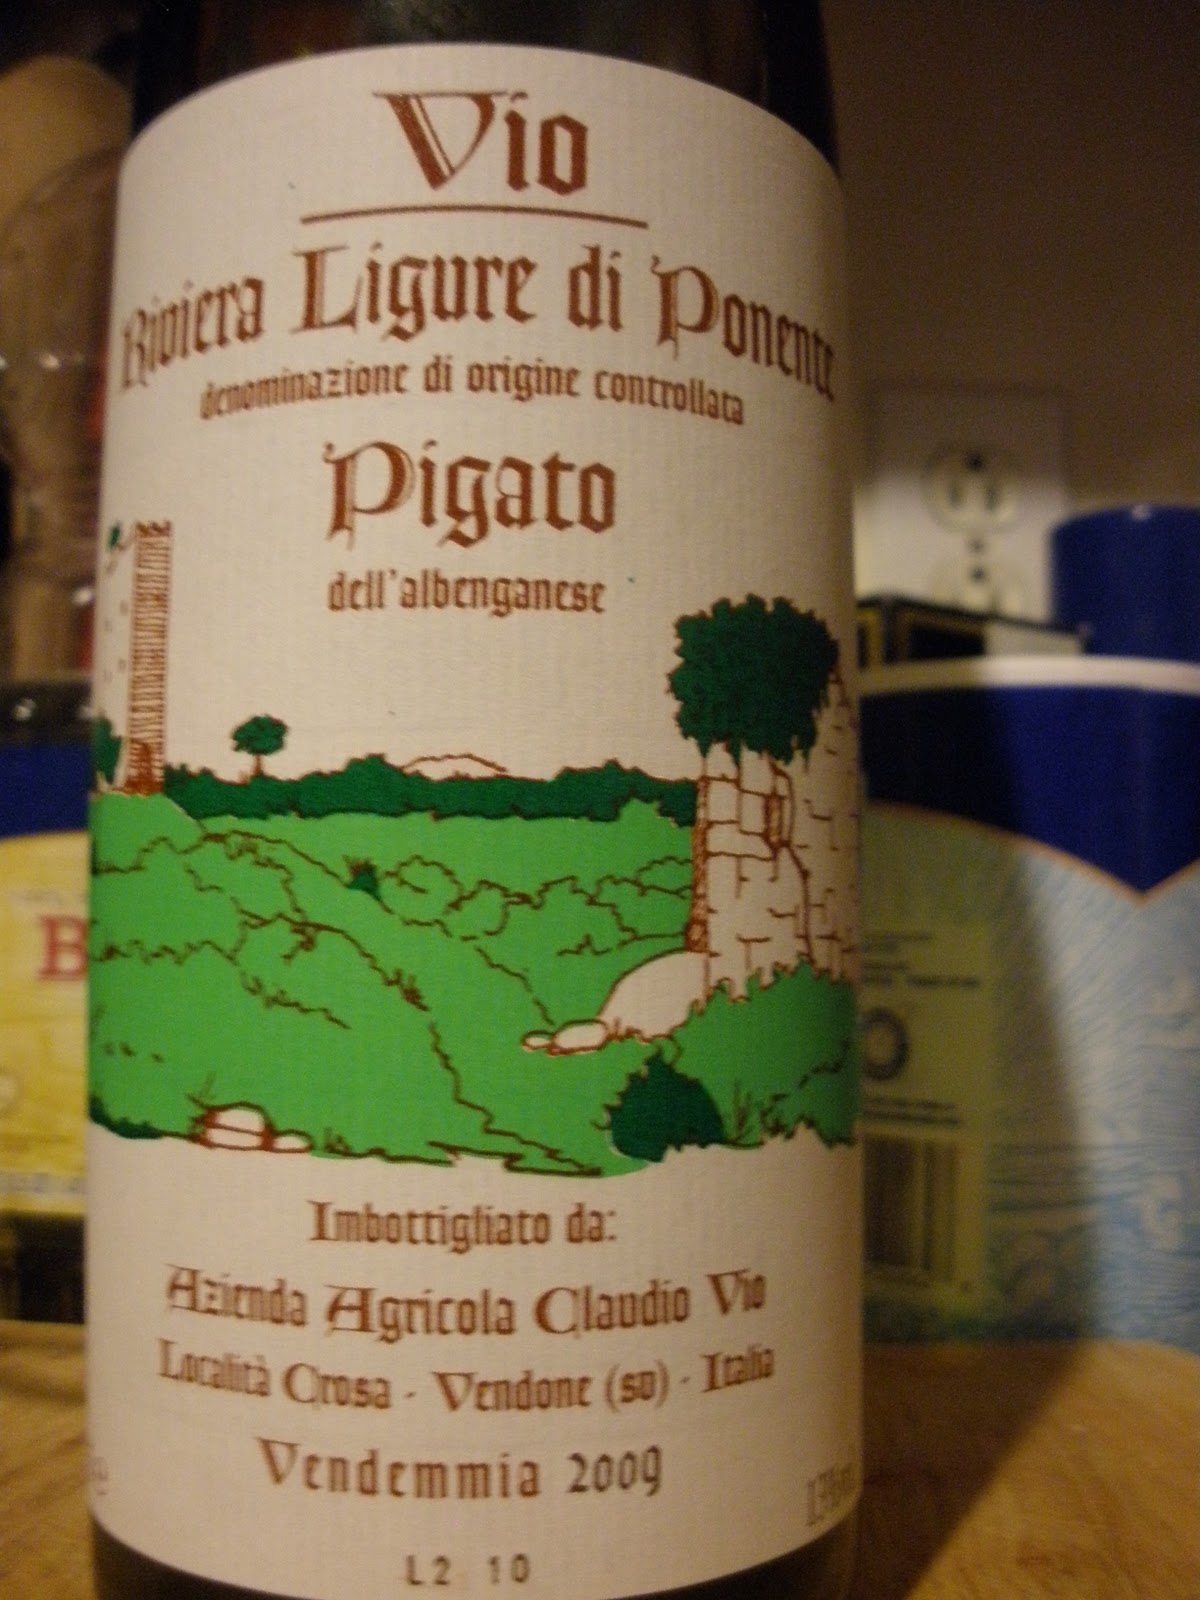 Vio
Riviera Ligure di Ponente
denominazione di origine controllata
Pigato
dell'albenganese
Imbottigliato da:
Azienda Agricola Claudio Vio
Località Crosa - Vendone (sv) - Italia
Vendemmia 2009
L2 10
B